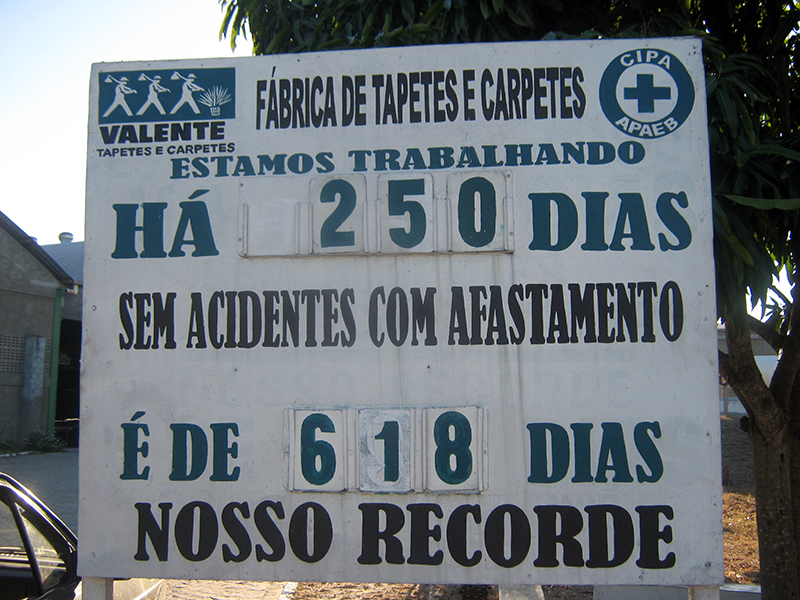 VALENTE
TAPETES E CARPETES
FÁBRICA DE TAPETES E CARPETES
CIPA
APAEB
ESTAMOS TRABALHANDO
HÁ 250 DIAS
SEM ACIDENTES COM AFASTAMENTO
É DE 618 DIAS
NOSSO RECORDE